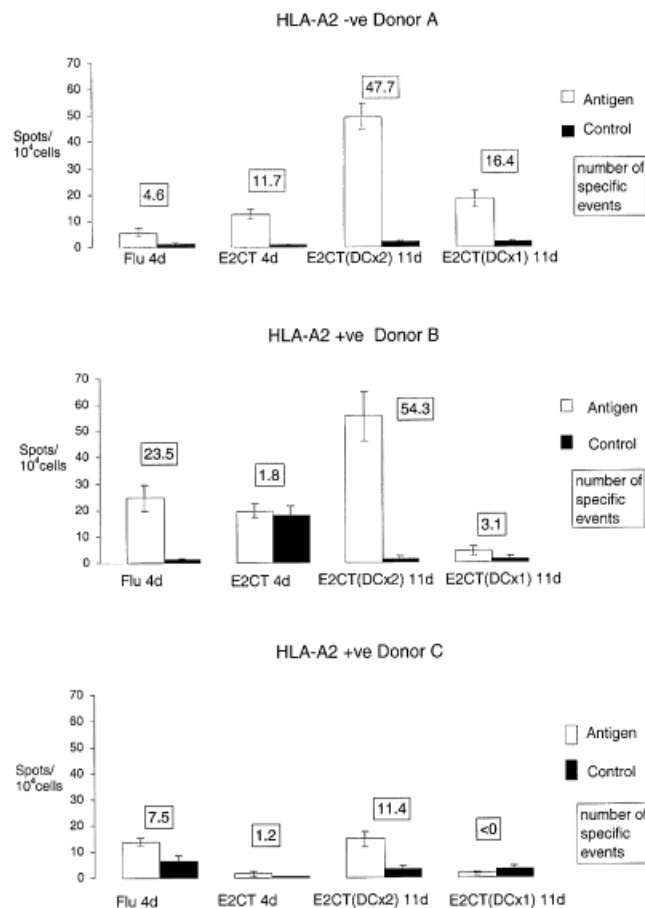 HLA-A2 -ve Donor A
Spots/
10⁴cells
70
60
50
40
30
20
10
0
4.6
11.7
47.7
16.4
Flu 4d
E2CT 4d
E2CT(DCx2) 11d
E2CT(DCx1) 11d
Antigen
Control
number of
specific
events
HLA-A2 +ve Donor B
Spots/
10⁴cells
70
60
50
40
30
20
10
0
23.5
1.8
54.3
3.1
Flu 4d
E2CT 4d
E2CT(DCx2) 11d
E2CT(DCx1) 11d
Antigen
Control
number of
specific
events
HLA-A2 +ve Donor C
Spots/
10⁴cells
70
60
50
40
30
20
10
0
7.5
1.2
11.4
<0
Flu 4d
E2CT 4d
E2CT(DCx2) 11d
E2CT(DCx1) 11d
Antigen
Control
number of
specific
events